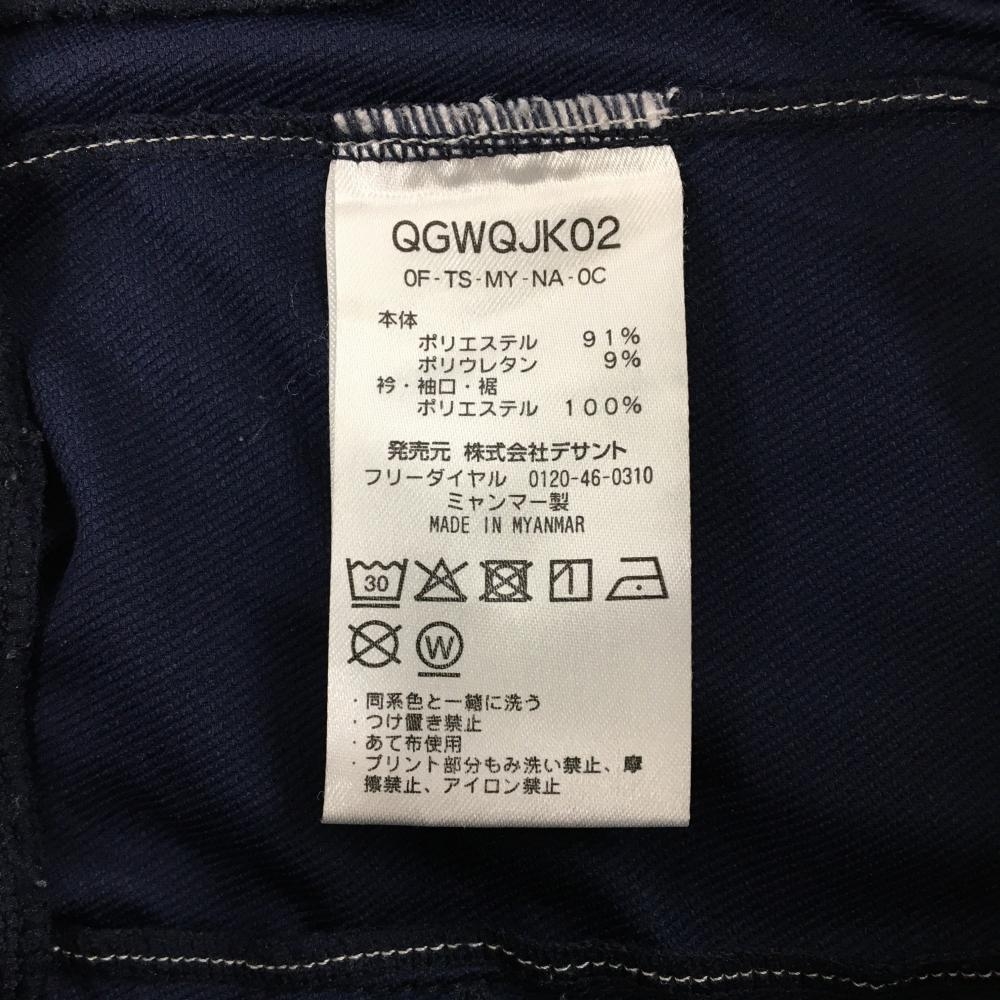 QGWQJK02
0F-TS-MY-NA-0C
本体
ポリエステル 91%
ポリウレタン 9%
衿・袖口・裾
ポリエステル 100%
発売元 株式会社デサント
フリーダイヤル 0120-46-0310
ミャンマー製
MADE IN MYANMAR
30
W
・同系色と一緒に洗う
・つけ置き禁止
・あて布使用
・プリント部分もみ洗い禁止、摩
擦禁止、アイロン禁止